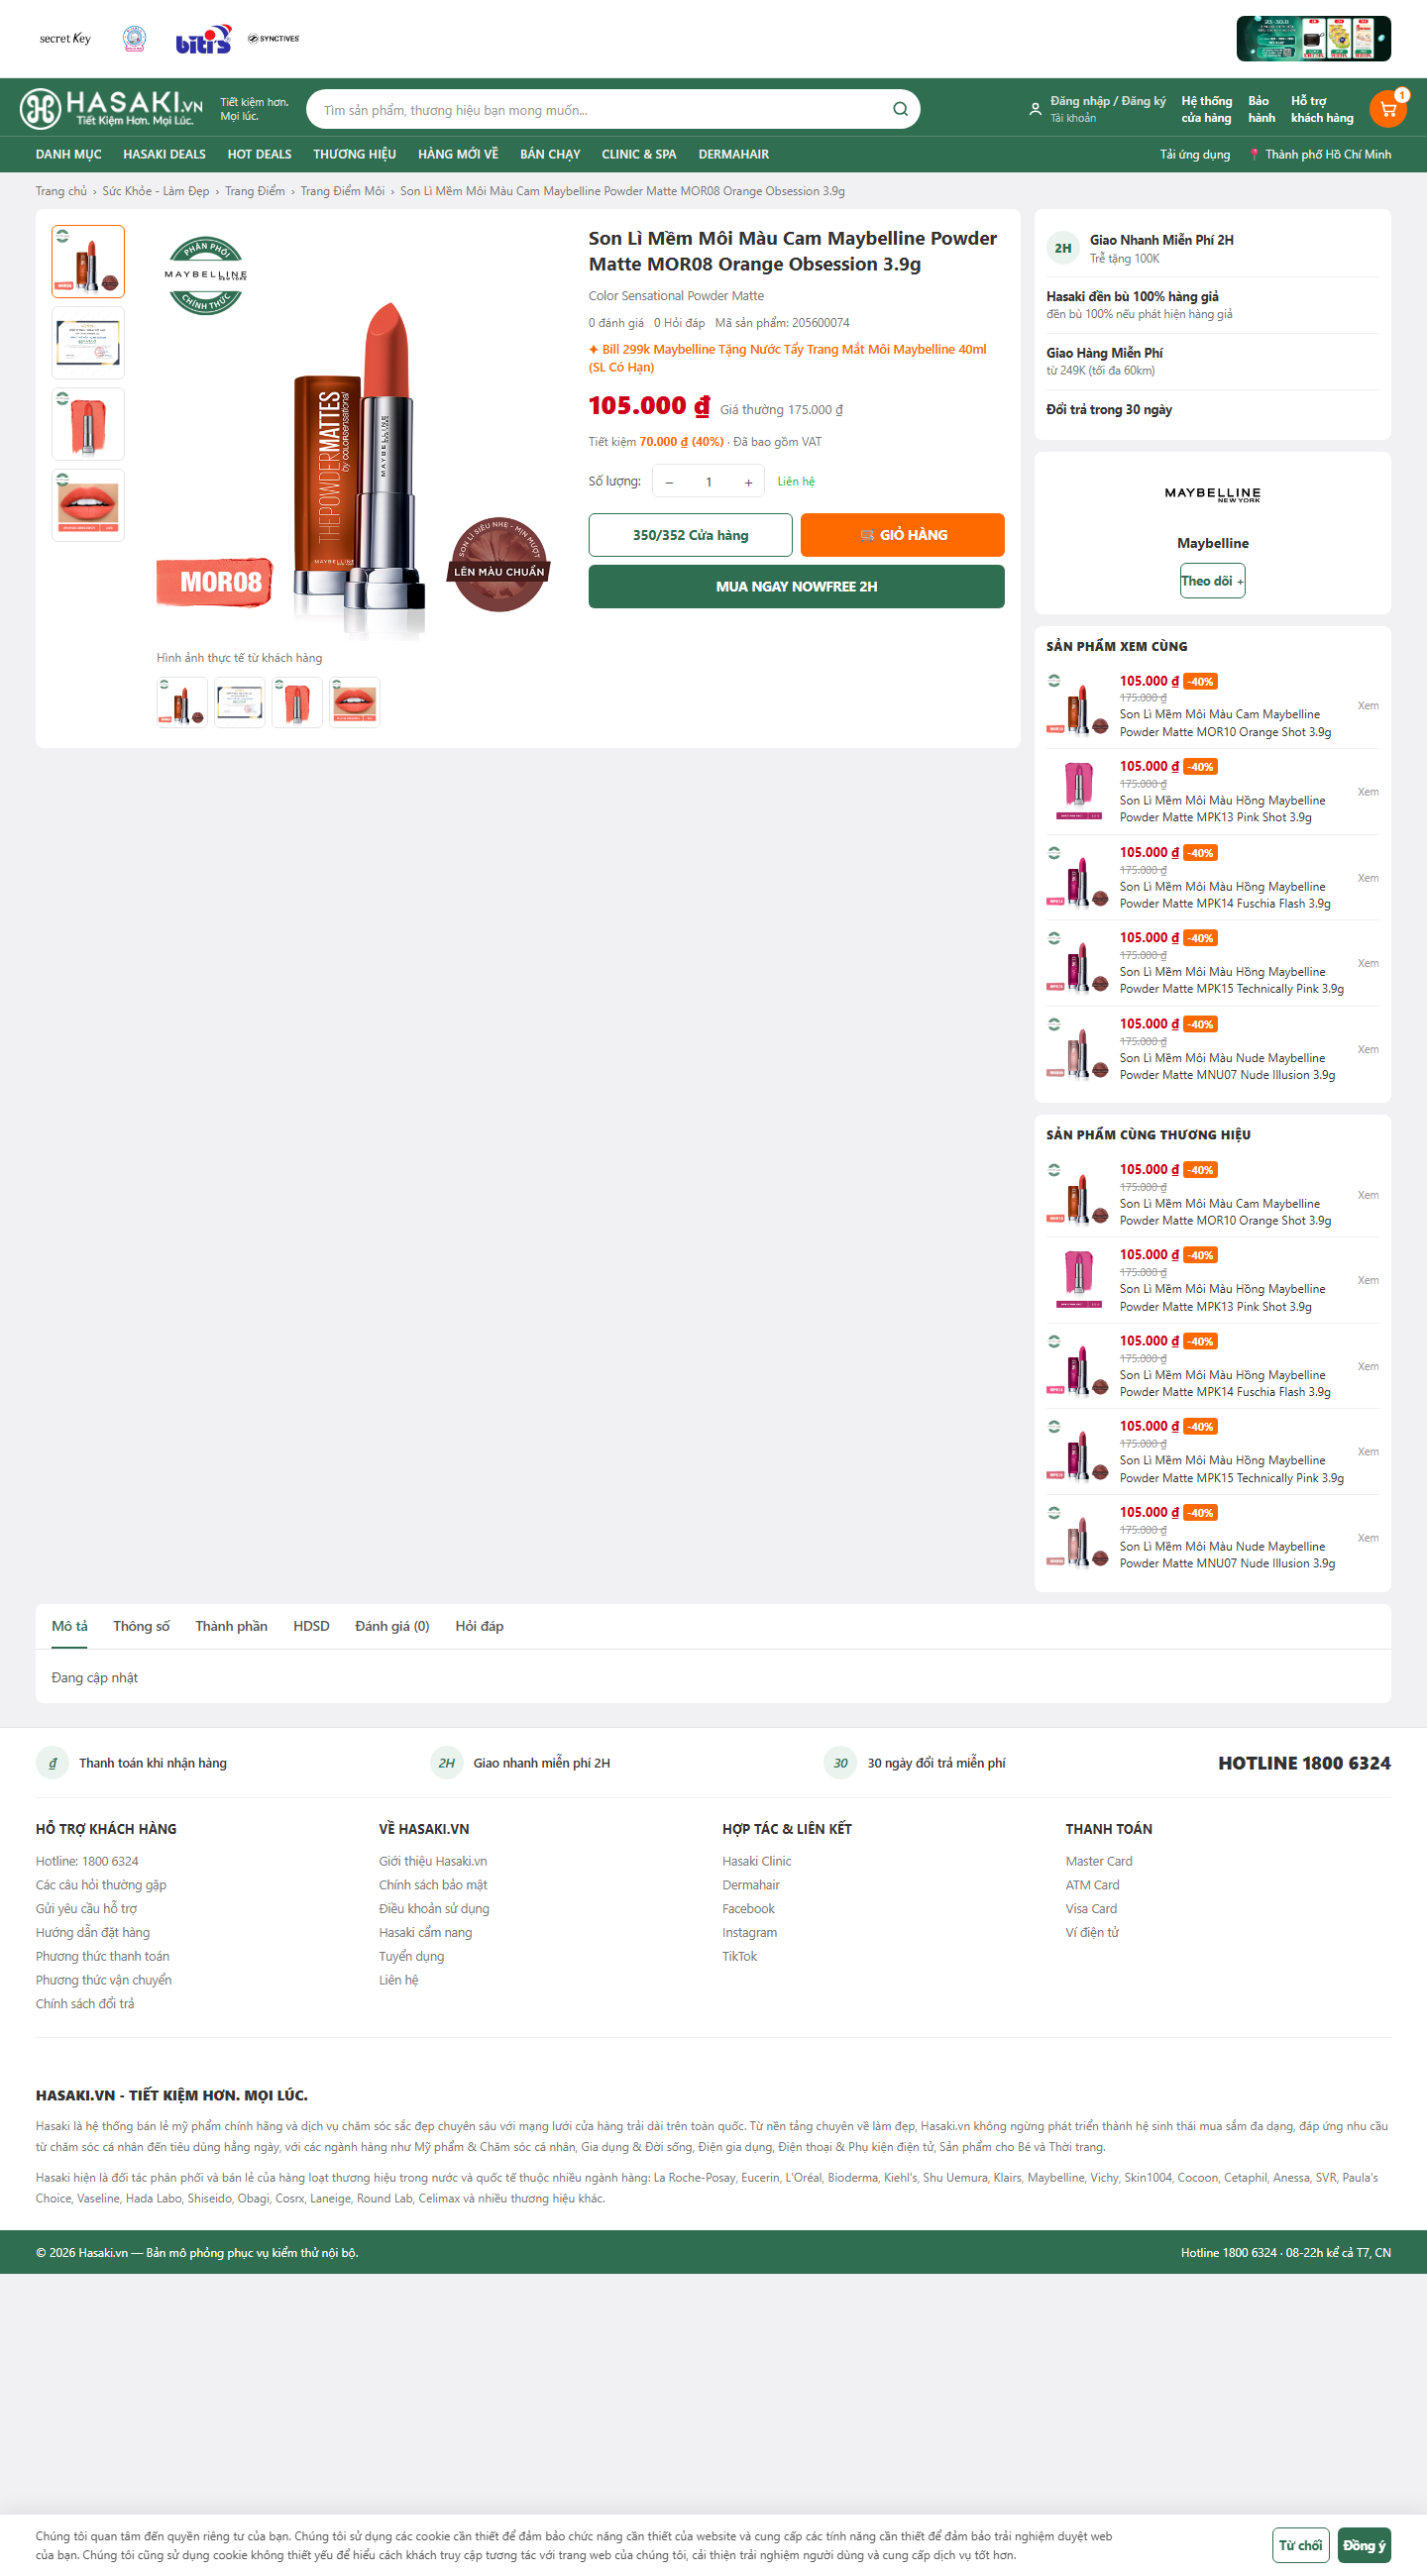 secret Key
biti's
SYNCTIVES
HASAKI.VN
Tiết Kiệm Hơn. Mọi Lúc.
Tiết kiệm hơn.
Mọi lúc.
Tìm sản phẩm, thương hiệu bạn mong muốn...
Đăng nhập / Đăng ký
Tài khoản
Hệ thống
cửa hàng
Bảo
hành
Hỗ trợ
khách hàng
1
DANH MỤC HASAKI DEALS HOT DEALS THƯƠNG HIỆU HÀNG MỚI VỀ BÁN CHẠY CLINIC & SPA DERMAHAIR
Tải ứng dụng Thành phố Hồ Chí Minh
Trang chủ › Sức Khỏe - Làm Đẹp › Trang Điểm › Trang Điểm Môi › Son Lì Mềm Môi Màu Cam Maybelline Powder Matte MOR08 Orange Obsession 3.9g
PHÂN PHỐI
MAYBELLINE
NEW YORK
CHÍNH THỨC
THEPOWDERMATTES
by colorsensational
MAYBELLINE
MOR08
SON LÌ SIÊU NHẸ - MỊN MƯỢT
LÊN MÀU CHUẨN
Hình ảnh thực tế từ khách hàng
Son Lì Mềm Môi Màu Cam Maybelline Powder
Matte MOR08 Orange Obsession 3.9g
Color Sensational Powder Matte
0 đánh giá 0 Hỏi đáp Mã sản phẩm: 205600074
✦ Bill 299k Maybelline Tặng Nước Tẩy Trang Mắt Môi Maybelline 40ml
(SL Có Hạn)
105.000 ₫ Giá thường 175.000 ₫
Tiết kiệm 70.000 ₫ (40%) · Đã bao gồm VAT
Số lượng: − 1 + Liên hệ
350/352 Cửa hàng
GIỎ HÀNG
MUA NGAY NOWFREE 2H
2H
Giao Nhanh Miễn Phí 2H
Trễ tặng 100K
Hasaki đền bù 100% hàng giả
đền bù 100% nếu phát hiện hàng giả
Giao Hàng Miễn Phí
từ 249K (tối đa 60km)
Đổi trả trong 30 ngày
MAYBELLINE
NEW YORK
Maybelline
Theo dõi +
SẢN PHẨM XEM CÙNG
105.000 ₫ -40%
175.000 ₫
Son Lì Mềm Môi Màu Cam Maybelline
Powder Matte MOR10 Orange Shot 3.9g
Xem
105.000 ₫ -40%
175.000 ₫
Son Lì Mềm Môi Màu Hồng Maybelline
Powder Matte MPK13 Pink Shot 3.9g
Xem
105.000 ₫ -40%
175.000 ₫
Son Lì Mềm Môi Màu Hồng Maybelline
Powder Matte MPK14 Fuschia Flash 3.9g
Xem
105.000 ₫ -40%
175.000 ₫
Son Lì Mềm Môi Màu Hồng Maybelline
Powder Matte MPK15 Technically Pink 3.9g
Xem
105.000 ₫ -40%
175.000 ₫
Son Lì Mềm Môi Màu Nude Maybelline
Powder Matte MNU07 Nude Illusion 3.9g
Xem
SẢN PHẨM CÙNG THƯƠNG HIỆU
105.000 ₫ -40%
175.000 ₫
Son Lì Mềm Môi Màu Cam Maybelline
Powder Matte MOR10 Orange Shot 3.9g
Xem
105.000 ₫ -40%
175.000 ₫
Son Lì Mềm Môi Màu Hồng Maybelline
Powder Matte MPK13 Pink Shot 3.9g
Xem
105.000 ₫ -40%
175.000 ₫
Son Lì Mềm Môi Màu Hồng Maybelline
Powder Matte MPK14 Fuschia Flash 3.9g
Xem
105.000 ₫ -40%
175.000 ₫
Son Lì Mềm Môi Màu Hồng Maybelline
Powder Matte MPK15 Technically Pink 3.9g
Xem
105.000 ₫ -40%
175.000 ₫
Son Lì Mềm Môi Màu Nude Maybelline
Powder Matte MNU07 Nude Illusion 3.9g
Xem
Mô tả Thông số Thành phần HDSD Đánh giá (0) Hỏi đáp
Đang cập nhật
₫ Thanh toán khi nhận hàng
2H Giao nhanh miễn phí 2H
30 30 ngày đổi trả miễn phí
HOTLINE 1800 6324
HỖ TRỢ KHÁCH HÀNG
Hotline: 1800 6324
Các câu hỏi thường gặp
Gửi yêu cầu hỗ trợ
Hướng dẫn đặt hàng
Phương thức thanh toán
Phương thức vận chuyển
Chính sách đổi trả
VỀ HASAKI.VN
Giới thiệu Hasaki.vn
Chính sách bảo mật
Điều khoản sử dụng
Hasaki cẩm nang
Tuyển dụng
Liên hệ
HỢP TÁC & LIÊN KẾT
Hasaki Clinic
Dermahair
Facebook
Instagram
TikTok
THANH TOÁN
Master Card
ATM Card
Visa Card
Ví điện tử
HASAKI.VN - TIẾT KIỆM HƠN. MỌI LÚC.
Hasaki là hệ thống bán lẻ mỹ phẩm chính hãng và dịch vụ chăm sóc sắc đẹp chuyên sâu với mạng lưới cửa hàng trải dài trên toàn quốc. Từ nền tảng chuyên về làm đẹp, Hasaki.vn không ngừng phát triển thành hệ sinh thái mua sắm đa dạng, đáp ứng nhu cầu
từ chăm sóc cá nhân đến tiêu dùng hằng ngày, với các ngành hàng như Mỹ phẩm & Chăm sóc cá nhân, Gia dụng & Đời sống, Điện gia dụng, Điện thoại & Phụ kiện điện tử, Sản phẩm cho Bé và Thời trang.
Hasaki hiện là đối tác phân phối và bán lẻ của hàng loạt thương hiệu trong nước và quốc tế thuộc nhiều ngành hàng: La Roche-Posay, Eucerin, L'Oréal, Bioderma, Kiehl's, Shu Uemura, Klairs, Maybelline, Vichy, Skin1004, Cocoon, Cetaphil, Anessa, SVR, Paula's
Choice, Vaseline, Hada Labo, Shiseido, Obagi, Cosrx, Laneige, Round Lab, Celimax và nhiều thương hiệu khác.
© 2026 Hasaki.vn — Bản mô phỏng phục vụ kiểm thử nội bộ.
Hotline 1800 6324 · 08-22h kể cả T7, CN
Chúng tôi quan tâm đến quyền riêng tư của bạn. Chúng tôi sử dụng các cookie cần thiết để đảm bảo chức năng cần thiết của website và cung cấp các tính năng cần thiết để đảm bảo trải nghiệm duyệt web
của bạn. Chúng tôi cũng sử dụng cookie không thiết yếu để hiểu cách khách truy cập tương tác với trang web của chúng tôi, cải thiện trải nghiệm người dùng và cung cấp dịch vụ tốt hơn.
Từ chối
Đồng ý